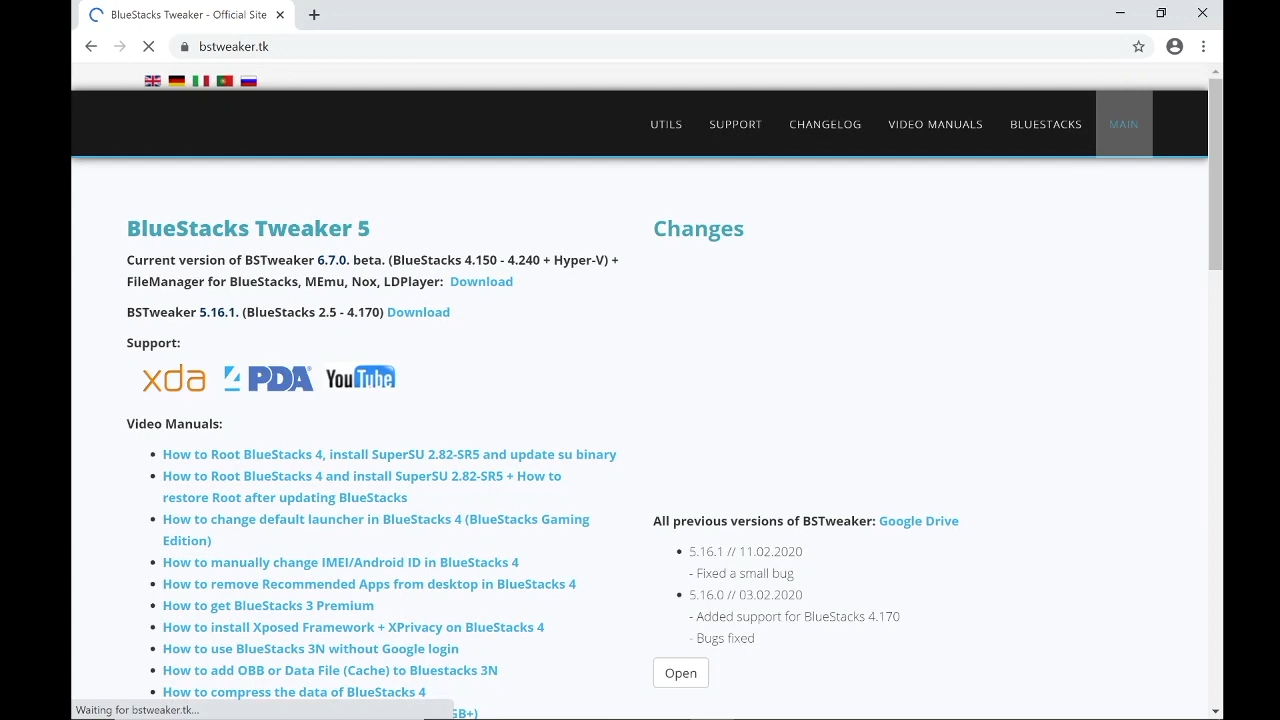 BlueStacks Tweaker - Official Site
bstweaker.tk
UTILS SUPPORT CHANGELOG VIDEO MANUALS BLUESTACKS MAIN
BlueStacks Tweaker 5
Current version of BSTweaker 6.7.0. beta. (BlueStacks 4.150 - 4.240 + Hyper-V) +
FileManager for BlueStacks, MEmu, Nox, LDPlayer: Download
BSTweaker 5.16.1. (BlueStacks 2.5 - 4.170) Download
Support:
xda 4PDA YouTube
Video Manuals:
How to Root BlueStacks 4, install SuperSU 2.82-SR5 and update su binary
How to Root BlueStacks 4 and install SuperSU 2.82-SR5 + How to
restore Root after updating BlueStacks
How to change default launcher in BlueStacks 4 (BlueStacks Gaming
Edition)
How to manually change IMEI/Android ID in BlueStacks 4
How to remove Recommended Apps from desktop in BlueStacks 4
How to get BlueStacks 3 Premium
How to install Xposed Framework + XPrivacy on BlueStacks 4
How to use BlueStacks 3N without Google login
How to add OBB or Data File (Cache) to Bluestacks 3N
How to compress the data of BlueStacks 4
GB+)
Changes
All previous versions of BSTweaker: Google Drive
5.16.1 // 11.02.2020
- Fixed a small bug
5.16.0 // 03.02.2020
- Added support for BlueStacks 4.170
- Bugs fixed
Open
Waiting for bstweaker.tk...